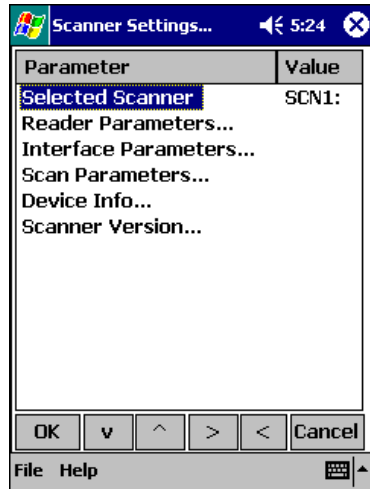 Scanner Settings... 5:24
Parameter Value
Selected Scanner SCN1:
Reader Parameters...
Interface Parameters...
Scan Parameters...
Device Info...
Scanner Version...
OK v ^ > < Cancel
File Help